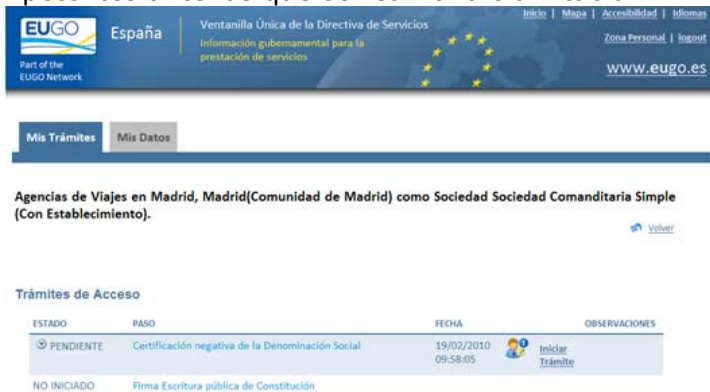 EUGO
España
Part of the
EUGO Network
Ventanilla Única de la Directiva de Servicios
Información gubernamental para la
prestación de servicios
Inicio | Mapa | Accesibilidad | Idiomas
Zona Personal | logout
www.eugo.es
Mis Trámites
Mis Datos
Agencias de Viajes en Madrid, Madrid(Comunidad de Madrid) como Sociedad Sociedad Comanditaria Simple
(Con Establecimiento).
Volver
Trámites de Acceso
ESTADO PASO FECHA OBSERVACIONES
PENDIENTE Certificación negativa de la Denominación Social 19/02/2010
09:58:05
Iniciar
Trámite
NO INICIADO Firma Escritura pública de Constitución